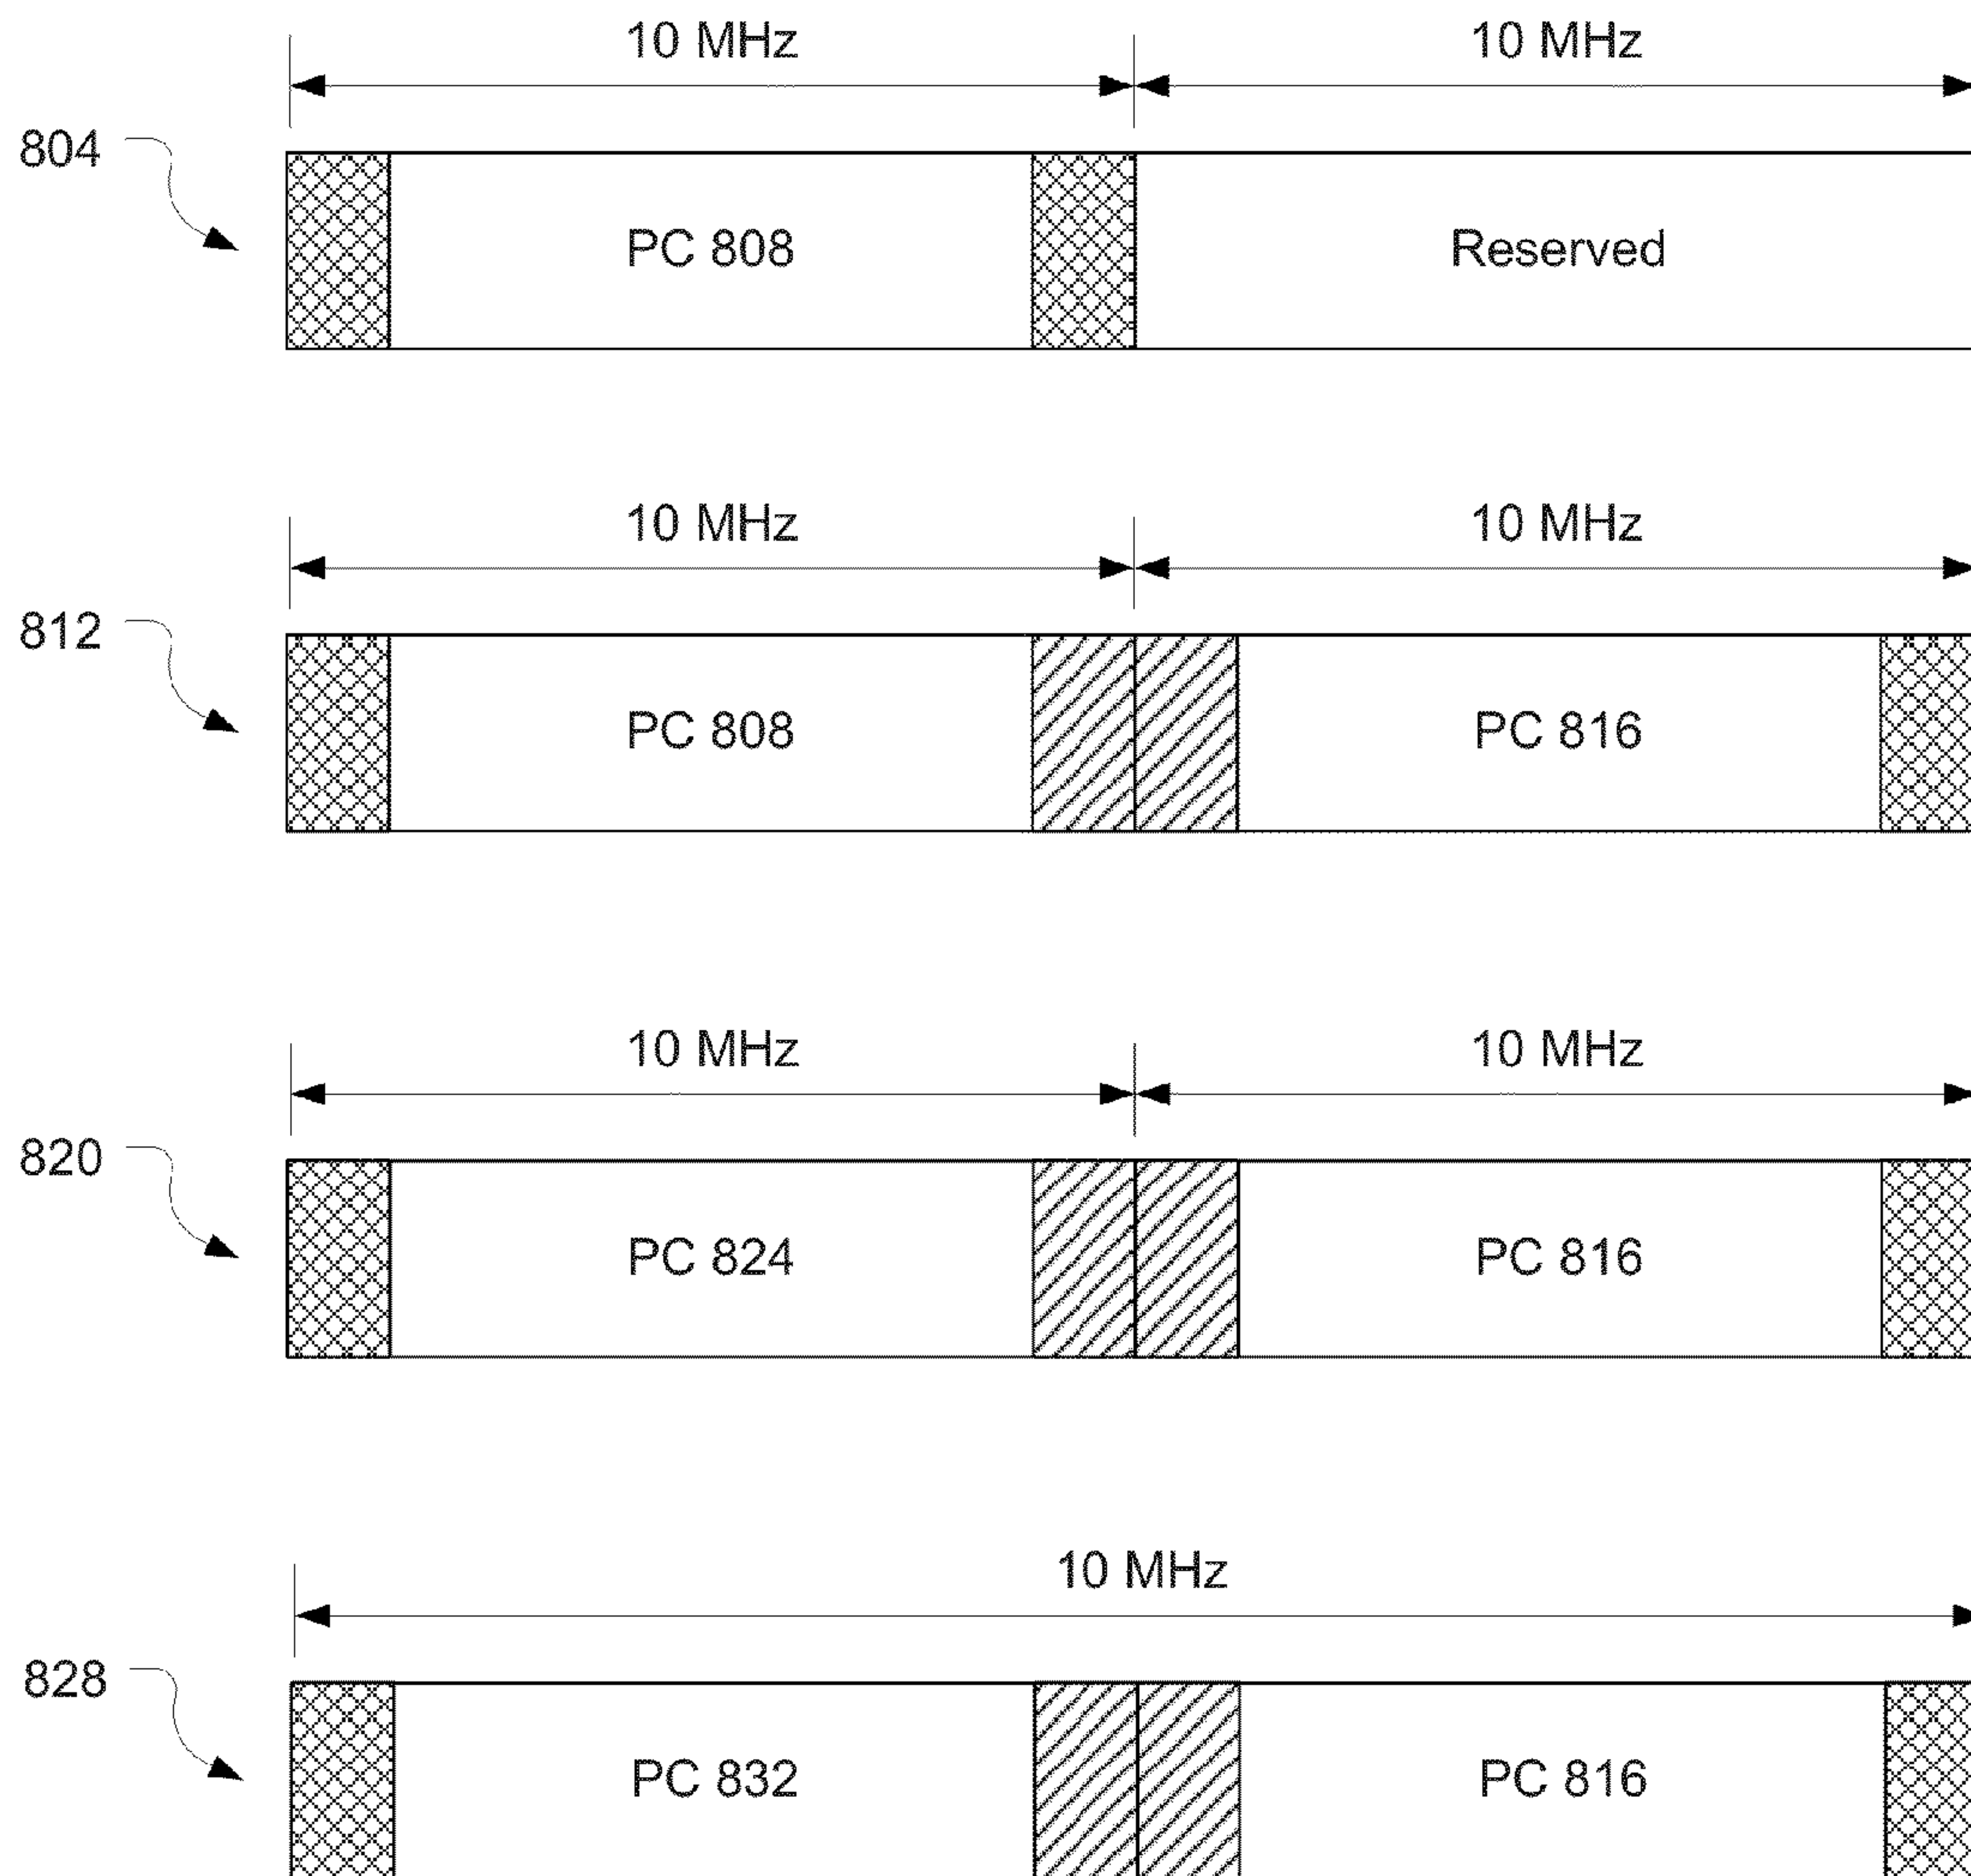 10 MHz 10 MHz
804
PC 808 Reserved
10 MHz 10 MHz
812
PC 808 PC 816
10 MHz 10 MHz
820
PC 824 PC 816
10 MHz
828
PC 832 PC 816